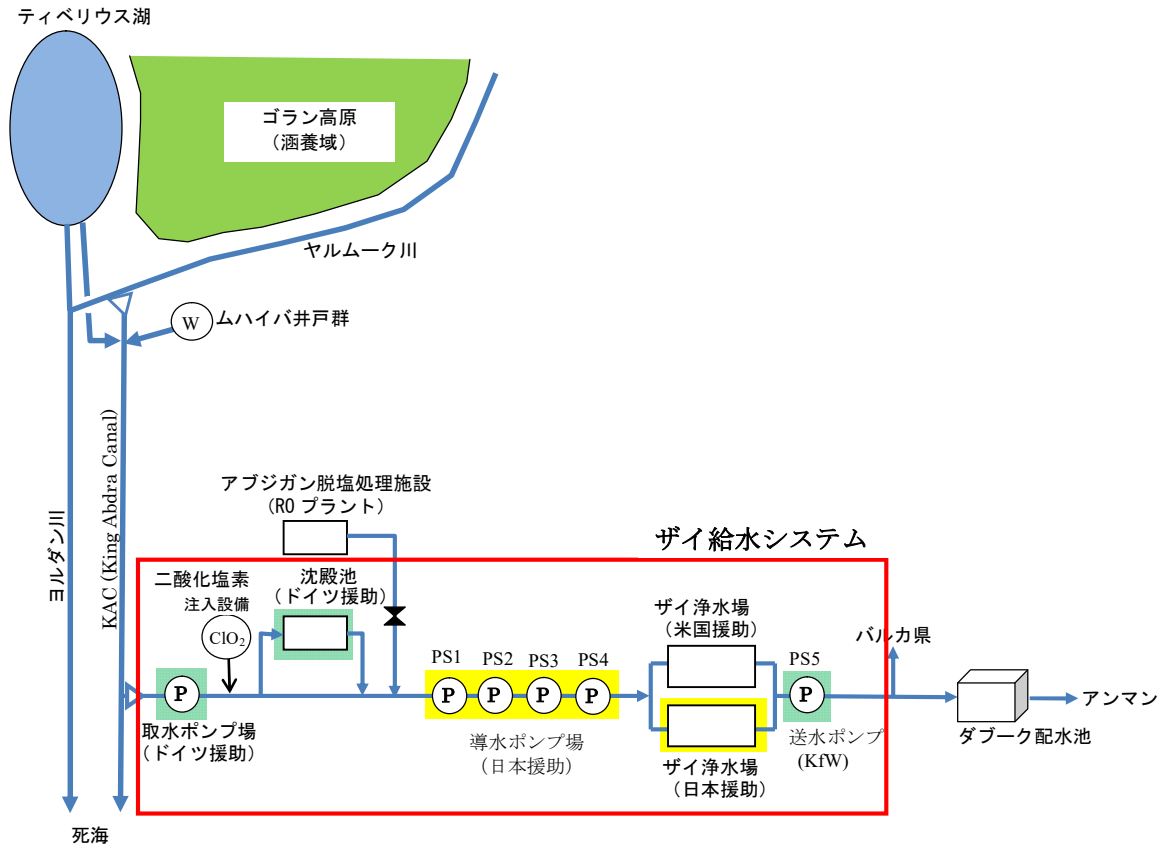 ティベリウス湖
ゴラン高原
（涵養域）
ヤルムーク川
W
ムハイバ井戸群
KAC (King Abdra Canal)
ヨルダン川
アブジガン脱塩処理施設
（RO プラント）
ザイ給水システム
二酸化塩素
注入設備
ClO₂
沈殿池
（ドイツ援助）
ザイ浄水場
（米国援助）
バルカ県
PS1
PS2
PS3
PS4
PS5
P
P
P
P
P
P
アンマン
取水ポンプ場
（ドイツ援助）
導水ポンプ場
（日本援助）
ザイ浄水場
（日本援助）
送水ポンプ
(KfW)
ダブーク配水池
死海